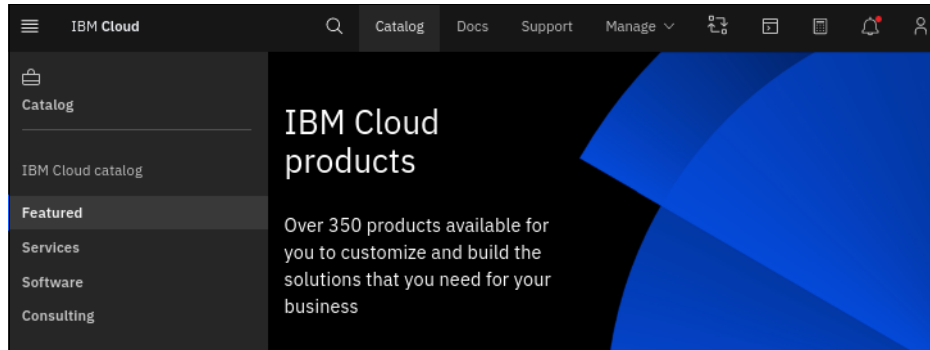 IBM Cloud Catalog Docs Support Manage
Catalog
IBM Cloud catalog
Featured
Services
Software
Consulting
IBM Cloud
products
Over 350 products available for
you to customize and build the
solutions that you need for your
business